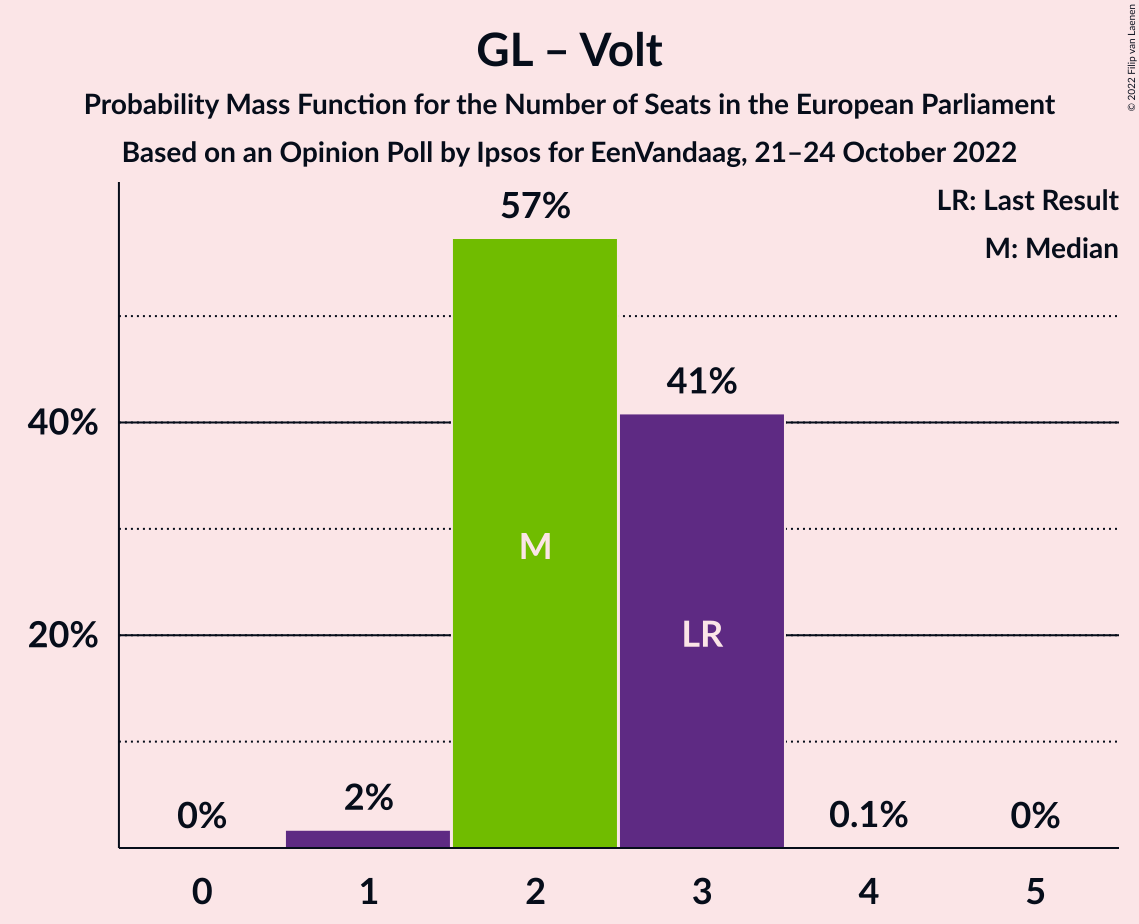 GL – Volt
Probability Mass Function for the Number of Seats in the European Parliament
Based on an Opinion Poll by Ipsos for EenVandaag, 21–24 October 2022
© 2022 Filip van Laenen
LR: Last Result
M: Median
57%
41%
40%
M
LR
20%
0%
2%
0.1%
0%
0
1
2
3
4
5